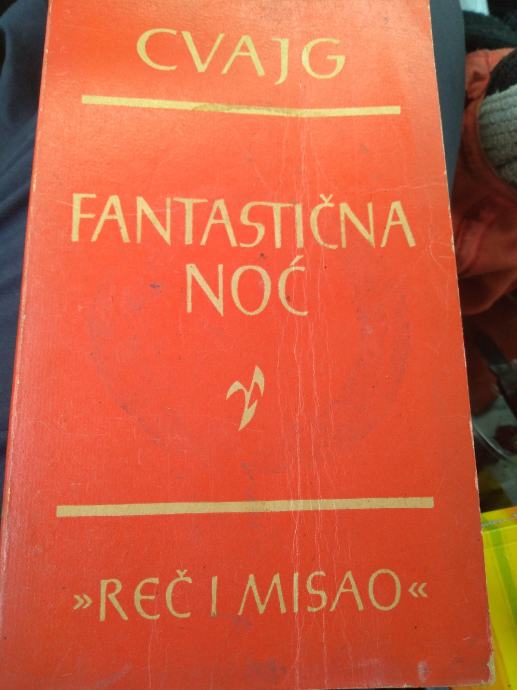 CVAJG
FANTASTIČNA
NOĆ
»REČ I MISAO«